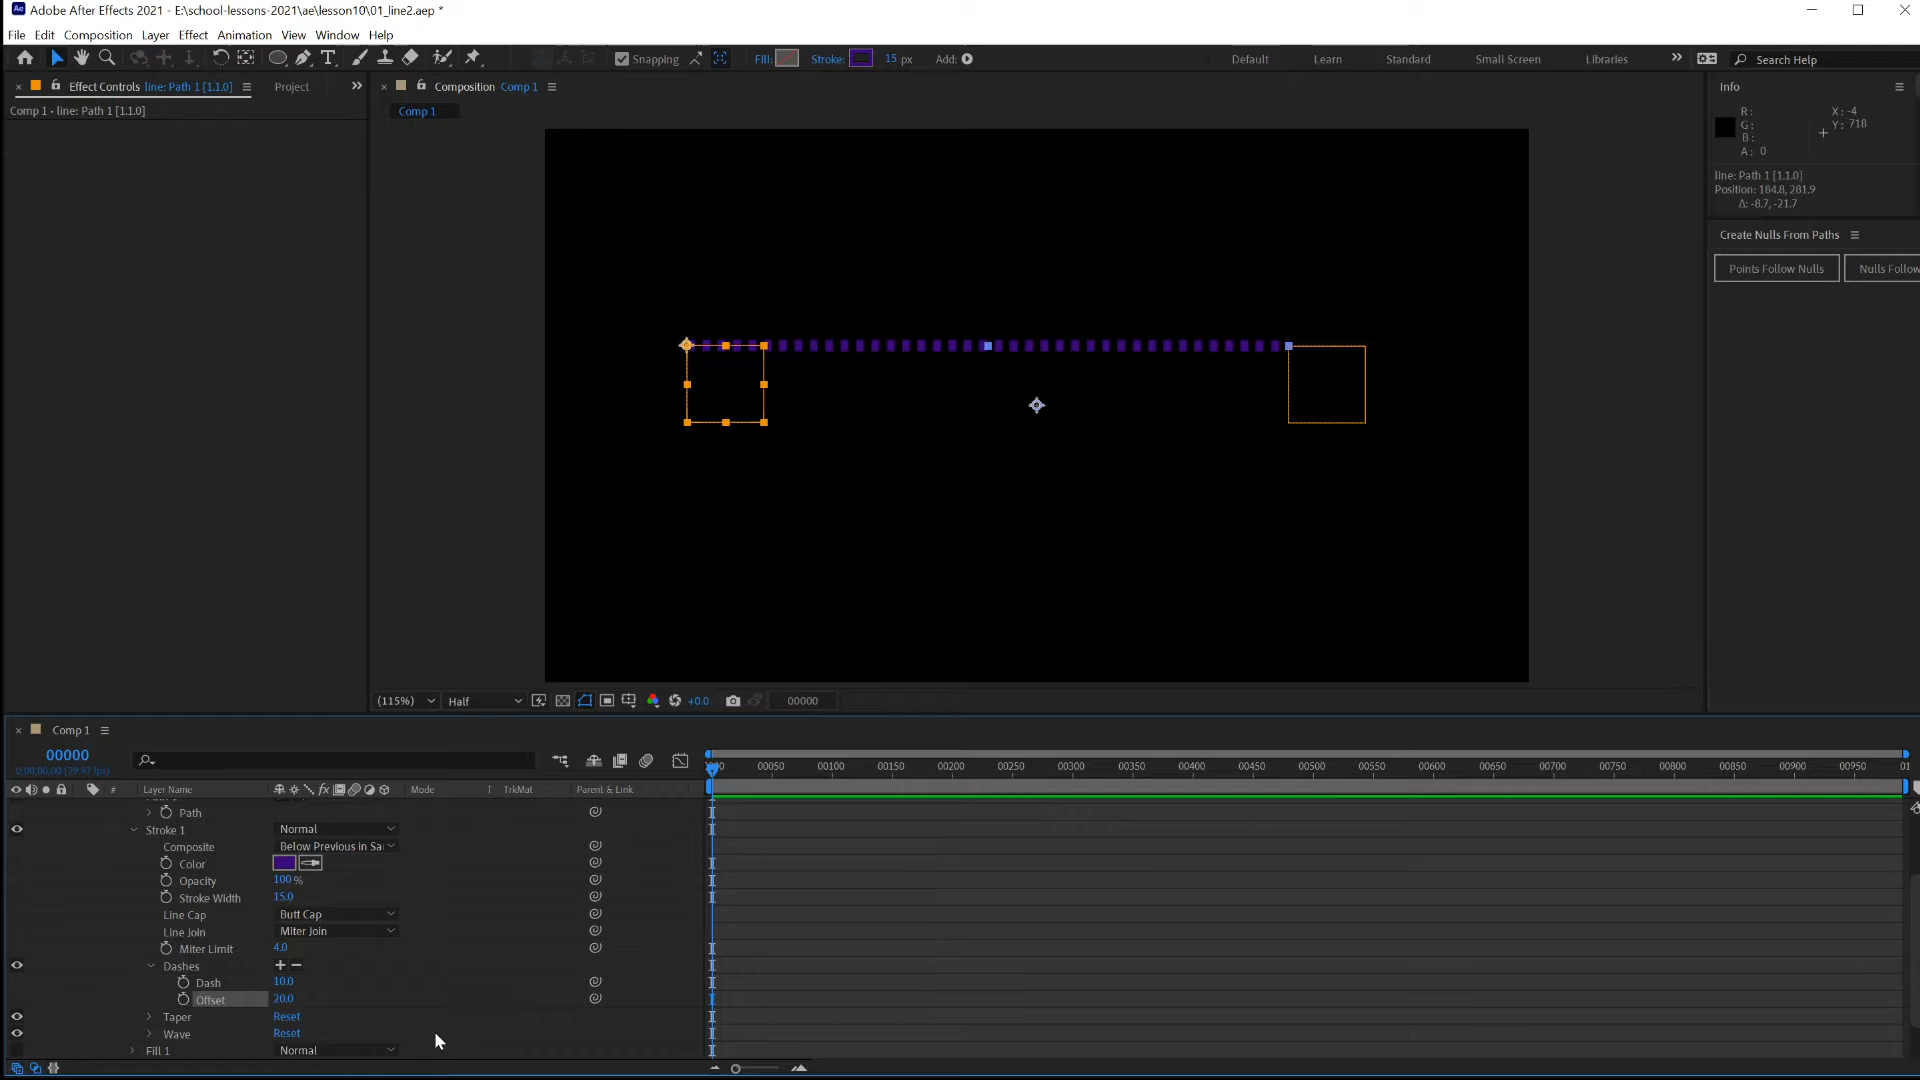 Adobe After Effects 2021 - E:\school-lessons-2021\ae\lesson10\01_line2.aep *
File Edit Composition Layer Effect Animation View Window Help
Snapping Fill: Stroke: 15 px Add: Default Learn Standard Small Screen Libraries Search Help
Effect Controls line: Path 1 [1.1.0] Project
Composition Comp 1
Info
Comp 1 • line: Path 1 [1.1.0]
Comp 1
R:
G:
B:
A: 0
X: -4
Y: 718
line: Path 1 [1.1.0]
Position: 184.8, 281.9
Δ: -8.7, -21.7
Create Nulls From Paths
Points Follow Nulls
Nulls Follow
(115%) Half +0.0 00000
Comp 1
00000
0;00;00;00 (29.97 fps)
00050 00100 00150 00200 00250 00300 00350 00400 00450 00500 00550 00600 00650 00700 00750 00800 00850 00900 00950 01
# Layer Name Mode T TrkMat Parent & Link
Path
Stroke 1 Normal
Composite Below Previous in Sa
Color
Opacity 100 %
Stroke Width 15.0
Line Cap Butt Cap
Line Join Miter Join
Miter Limit 4.0
Dashes + −
Dash 10.0
Offset 20.0
Taper Reset
Wave Reset
Fill 1 Normal